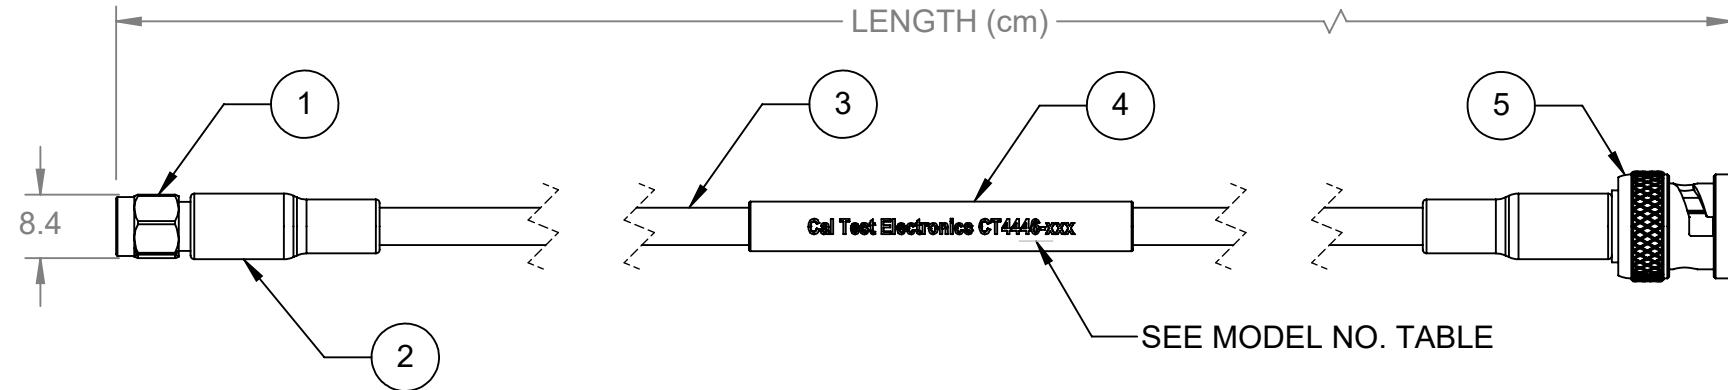 LENGTH (cm)
1
3
4
5
8.4
Cal Test Electronics CT4446-xxx
2
SEE MODEL NO. TABLE